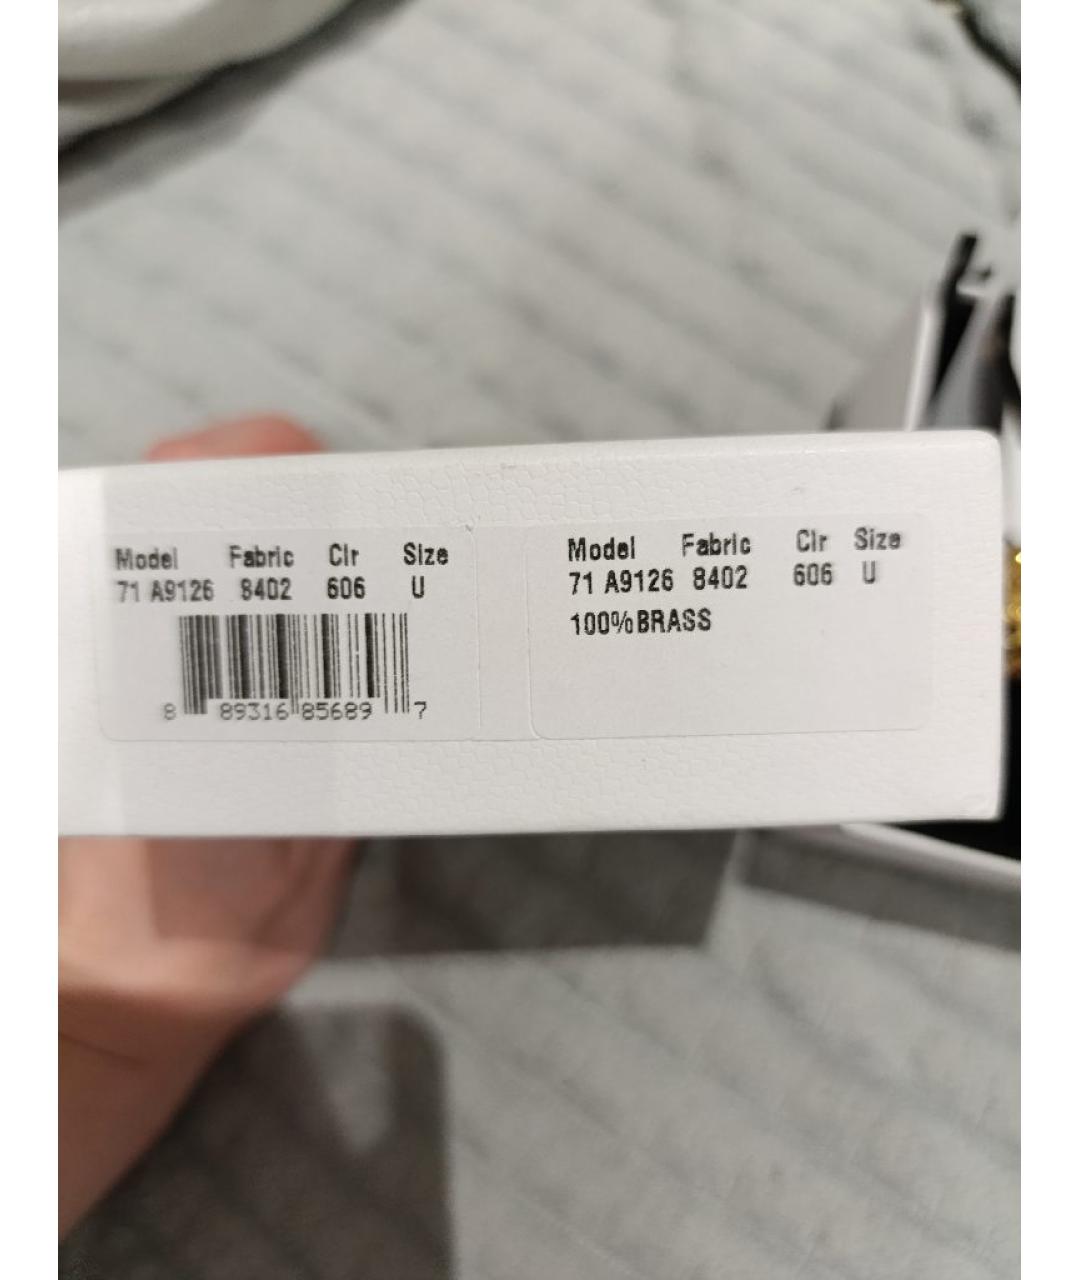 Model Fabric Clr Size
71 A9126 8402 606 U
8 89316 85689 7
Model Fabric Clr Size
71 A9126 8402 606 U
100% BRASS